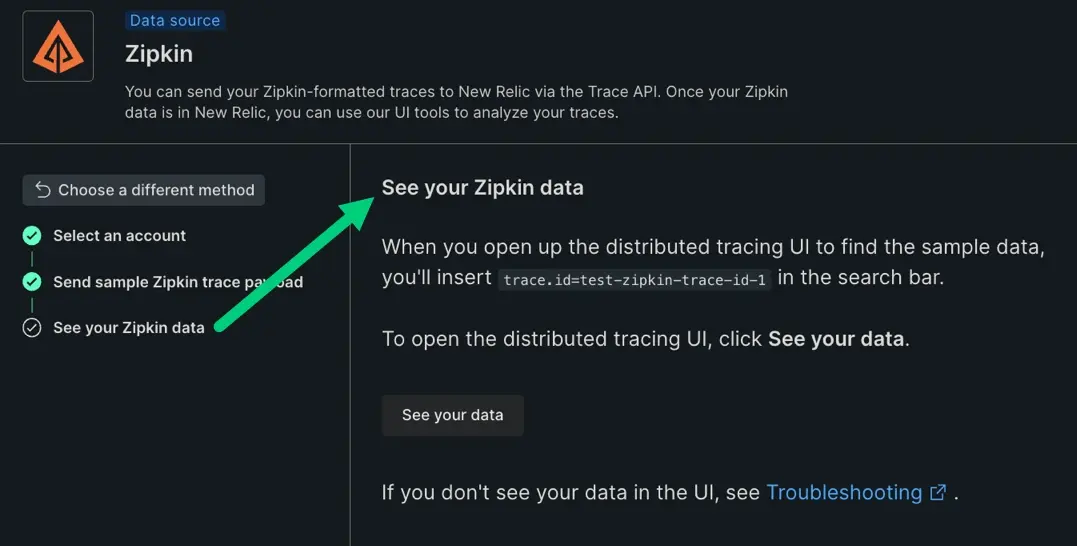 Data source
Zipkin
You can send your Zipkin-formatted traces to New Relic via the Trace API. Once your Zipkin
data is in New Relic, you can use our UI tools to analyze your traces.
Choose a different method
Select an account
Send sample Zipkin trace payload
See your Zipkin data
See your Zipkin data
When you open up the distributed tracing UI to find the sample data,
you'll insert trace.id=test-zipkin-trace-id-1 in the search bar.
To open the distributed tracing UI, click See your data.
See your data
If you don't see your data in the UI, see Troubleshooting .